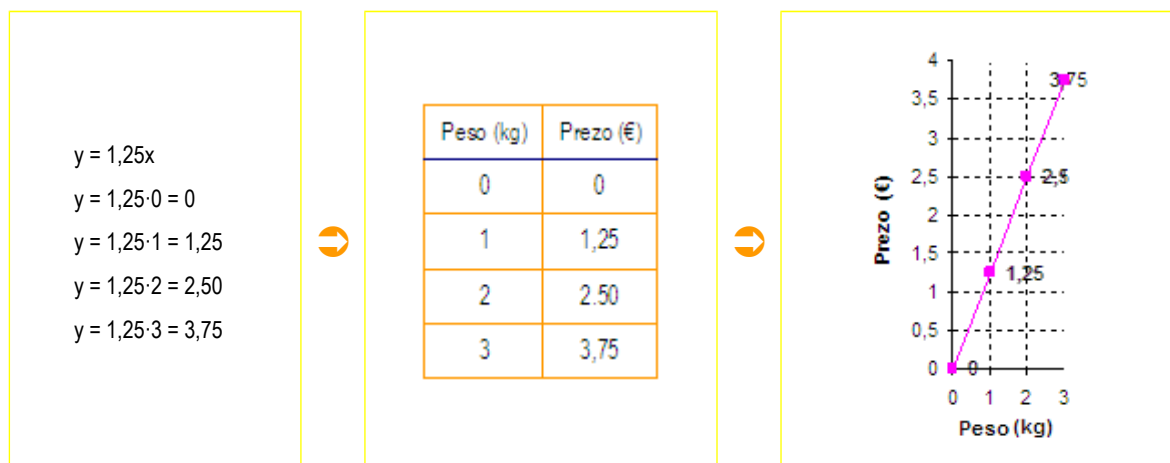 y = 1,25x
y = 1,25·0 = 0
y = 1,25·1 = 1,25
y = 1,25·2 = 2,50
y = 1,25·3 = 3,75
Peso (kg) Prezo (€)
0 0
1 1,25
2 2.50
3 3,75
4
3,75
3,5
3
2,5 2,5
2
1,5
1,25
1
0,5
0 0
0 1 2 3
Prezo (€)
Peso (kg)